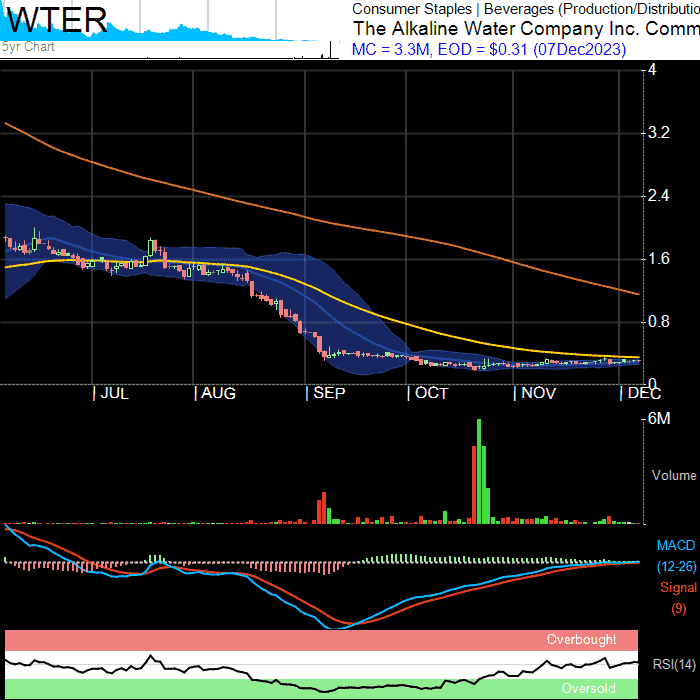 WTER
Consumer Staples | Beverages (Production/Distributio
The Alkaline Water Company Inc. Comm
5yr Chart
MC = 3.3M, EOD = $0.31 (07Dec2023)
4
3.2
2.4
1.6
0.8
0
| JUL | AUG | SEP | OCT | NOV | DEC
6M
Volume
MACD
(12-26)
Signal
(9)
Overbought
RSI(14)
Oversold